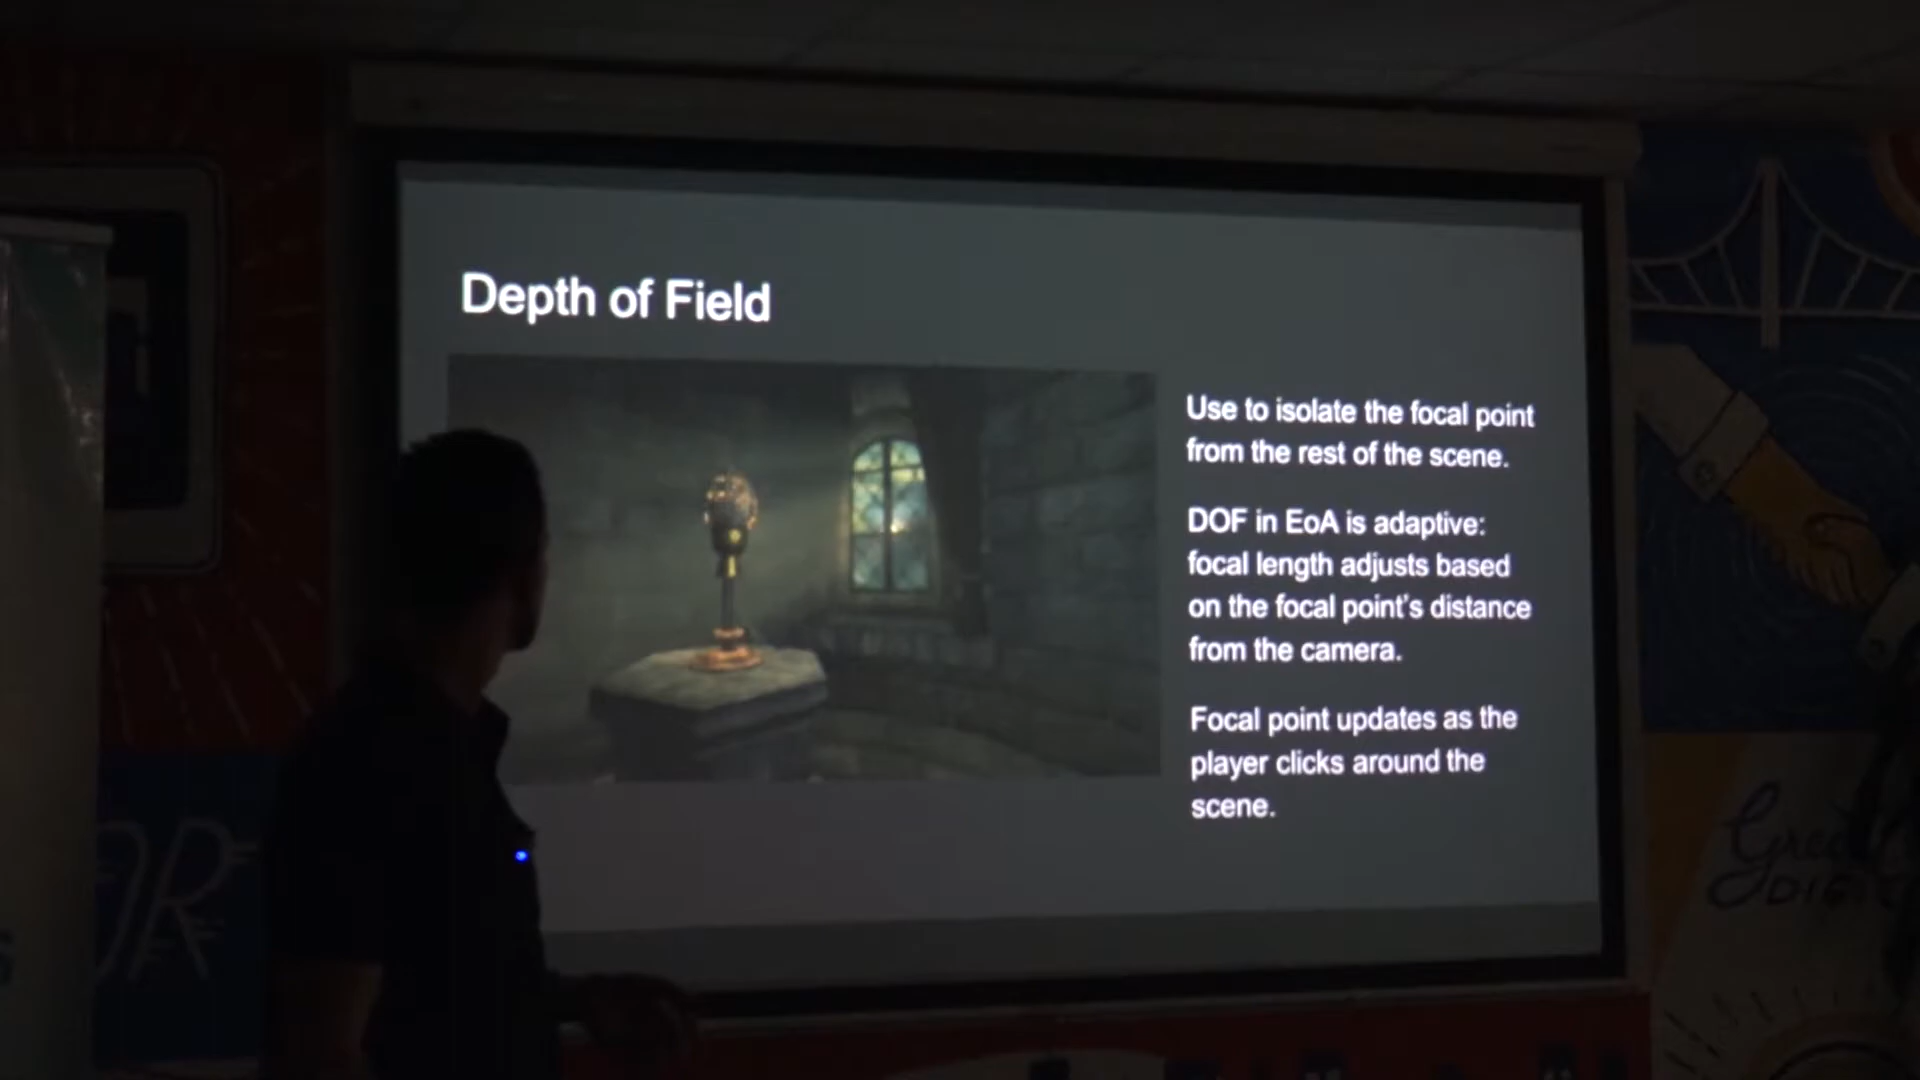 Depth of Field
Use to isolate the focal point
from the rest of the scene.
DOF in EoA is adaptive:
focal length adjusts based
on the focal point's distance
from the camera.
Focal point updates as the
player clicks around the
scene.